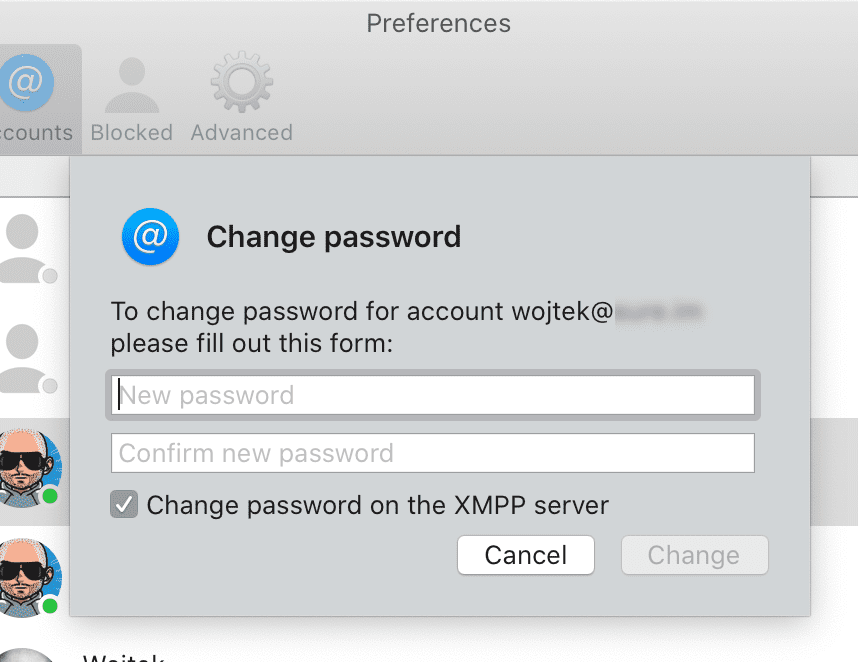 Preferences
ccounts Blocked Advanced
Change password
To change password for account wojtek@
please fill out this form:
New password
Confirm new password
Change password on the XMPP server
Cancel Change
Wojtek